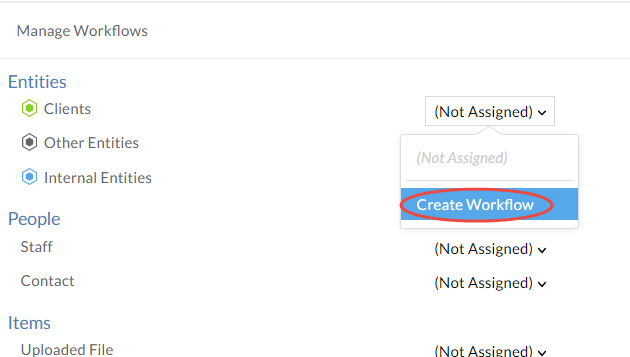 Manage Workflows
Entities
Clients (Not Assigned)
Other Entities
(Not Assigned)
Internal Entities
Create Workflow
People
Staff (Not Assigned)
Contact (Not Assigned)
Items
Uploaded File (Not Assigned)